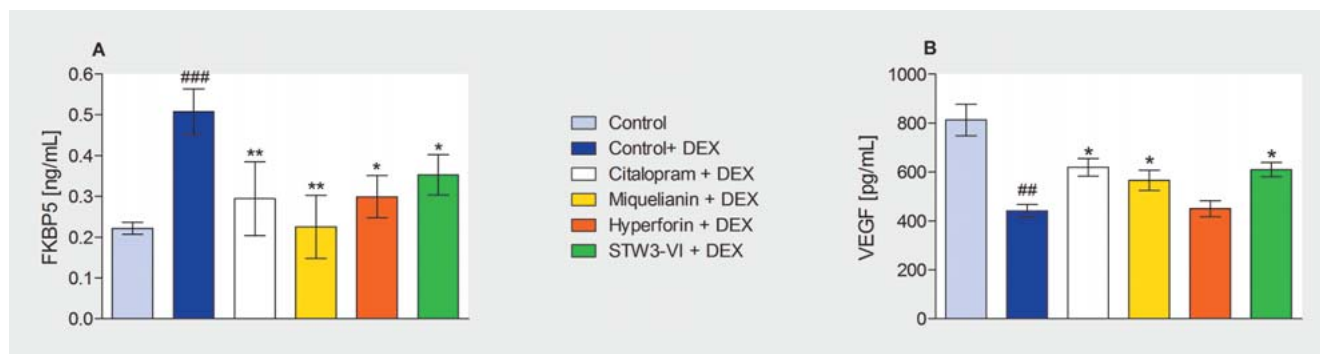 A
FKBP5 [ng/mL]
0.6
0.5
0.4
0.3
0.2
0.1
0.0
###
**
**
*
*
Control
Control+ DEX
Citalopram + DEX
Miquelianin + DEX
Hyperforin + DEX
STW3-VI + DEX
B
VEGF [pg/mL]
1000
800
600
400
200
0
##
*
*
*